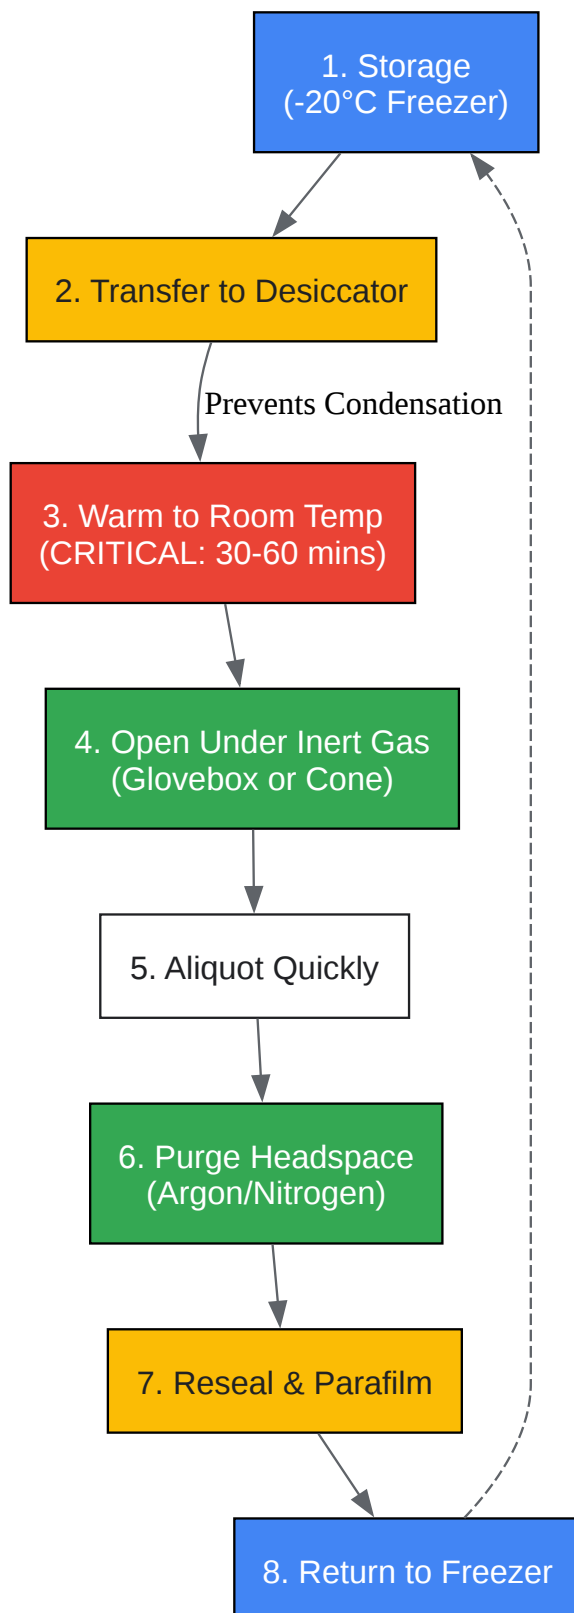 1. Storage
(-20°C Freezer)
2. Transfer to Desiccator
Prevents Condensation
3. Warm to Room Temp
(CRITICAL: 30-60 mins)
4. Open Under Inert Gas
(Glovebox or Cone)
5. Aliquot Quickly
6. Purge Headspace
(Argon/Nitrogen)
7. Reseal & Parafilm
8. Return to Freezer